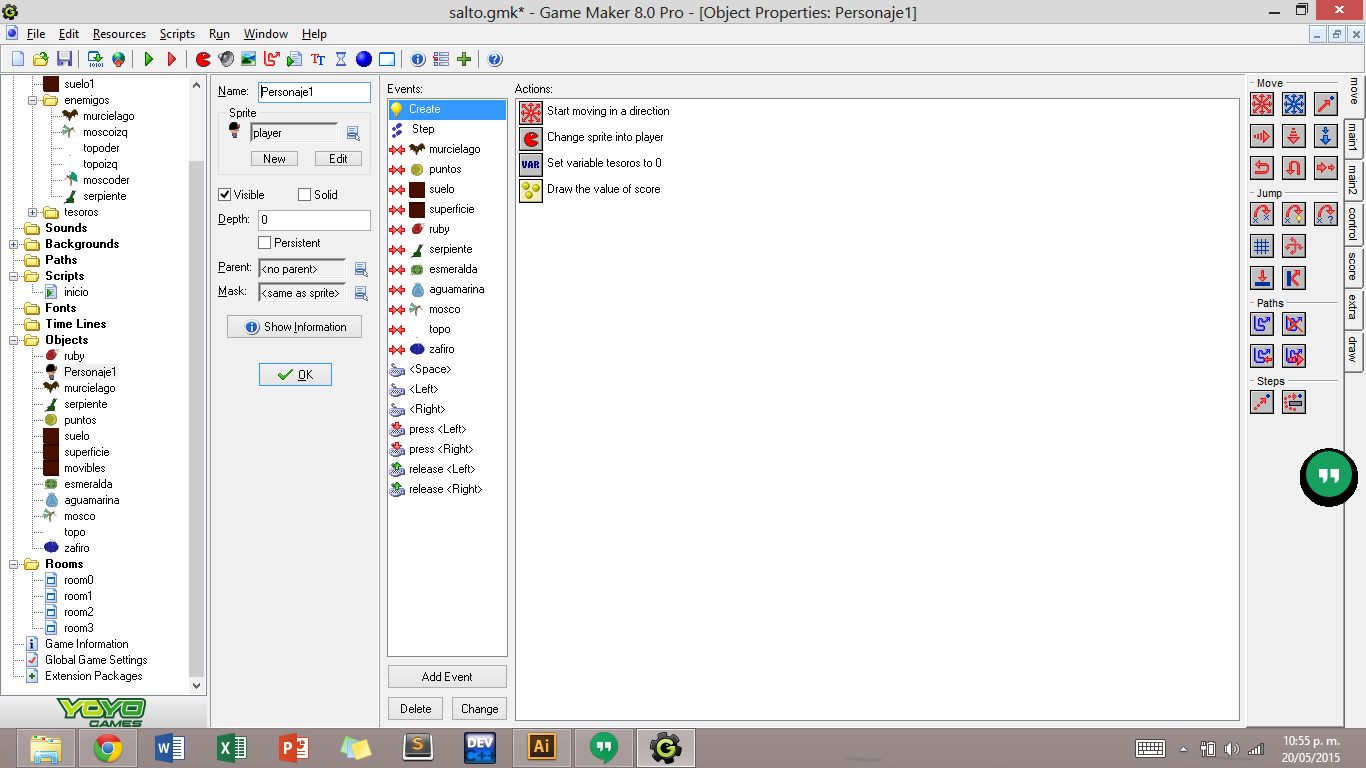 salto.gmk* - Game Maker 8.0 Pro - [Object Properties: Personaje1]
File Edit Resources Scripts Run Window Help
suelo1
enemigos
murcielago
moscoizq
topoder
topoizq
moscoder
serpiente
tesoros
Sounds
Backgrounds
Paths
Scripts
inicio
Fonts
Time Lines
Objects
ruby
Personaje1
murcielago
serpiente
puntos
suelo
superficie
movibles
esmeralda
aguamarina
mosco
topo
zafiro
Rooms
room0
room1
room2
room3
Game Information
Global Game Settings
Extension Packages
YOYO
GAMES
Name: Personaje1
Sprite
player
New Edit
Visible Solid
Depth: 0
Persistent
Parent: <no parent>
Mask: <same as sprite>
Show Information
OK
Events:
Create
Step
murcielago
puntos
suelo
superficie
ruby
serpiente
esmeralda
aguamarina
mosco
topo
zafiro
<Space>
<Left>
<Right>
press <Left>
press <Right>
release <Left>
release <Right>
Add Event
Delete Change
Actions:
Start moving in a direction
Change sprite into player
VAR Set variable tesoros to 0
Draw the value of score
Move
Jump
Paths
Steps
move
main1
main2
control
score
extra
draw
DEV
C++
Ai
10:55 p. m.
20/05/2015